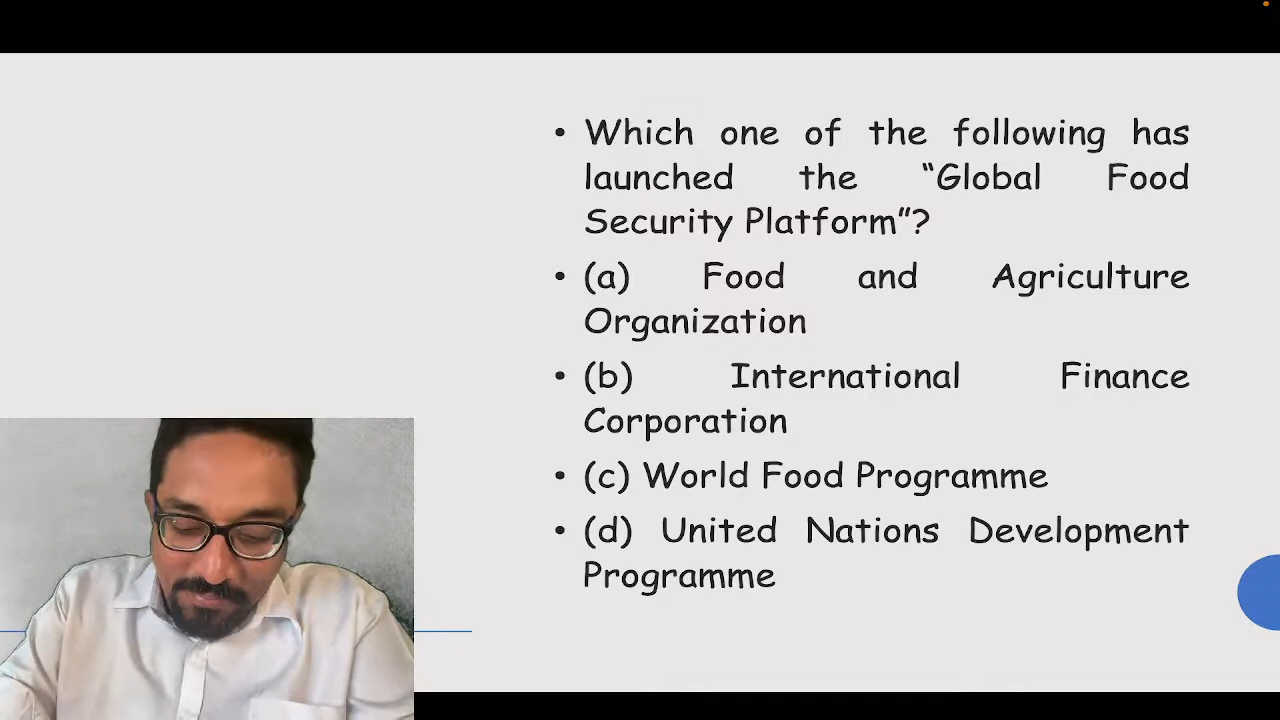 • Which one of the following has
launched the “Global Food
Security Platform”?
• (a) Food and Agriculture
Organization
• (b) International Finance
Corporation
• (c) World Food Programme
• (d) United Nations Development
Programme